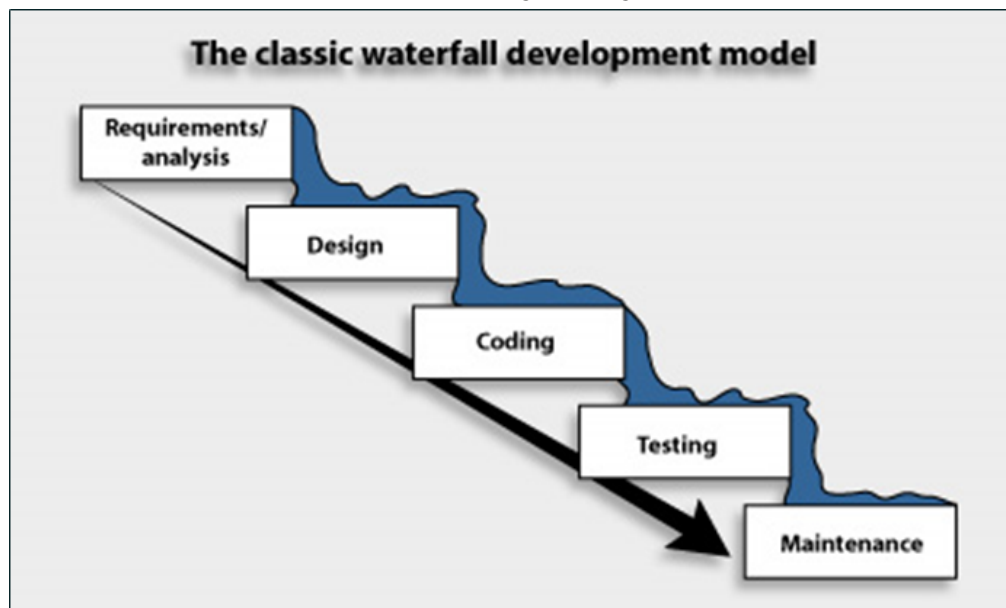 The classic waterfall development model
Requirements/
analysis
Design
Coding
Testing
Maintenance